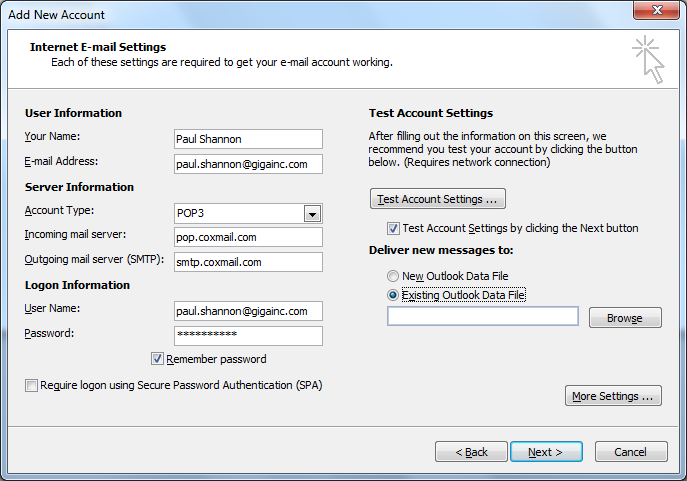 Add New Account
Internet E-mail Settings
Each of these settings are required to get your e-mail account working.
User Information
Your Name:
Paul Shannon
E-mail Address:
paul.shannon@gigainc.com
Server Information
Account Type:
POP3
Incoming mail server:
pop.coxmail.com
Outgoing mail server (SMTP):
smtp.coxmail.com
Logon Information
User Name:
paul.shannon@gigainc.com
Password:
**********
Remember password
Require logon using Secure Password Authentication (SPA)
Test Account Settings
After filling out the information on this screen, we
recommend you test your account by clicking the button
below. (Requires network connection)
Test Account Settings ...
Test Account Settings by clicking the Next button
Deliver new messages to:
New Outlook Data File
Existing Outlook Data File
Browse
More Settings ...
< Back
Next >
Cancel